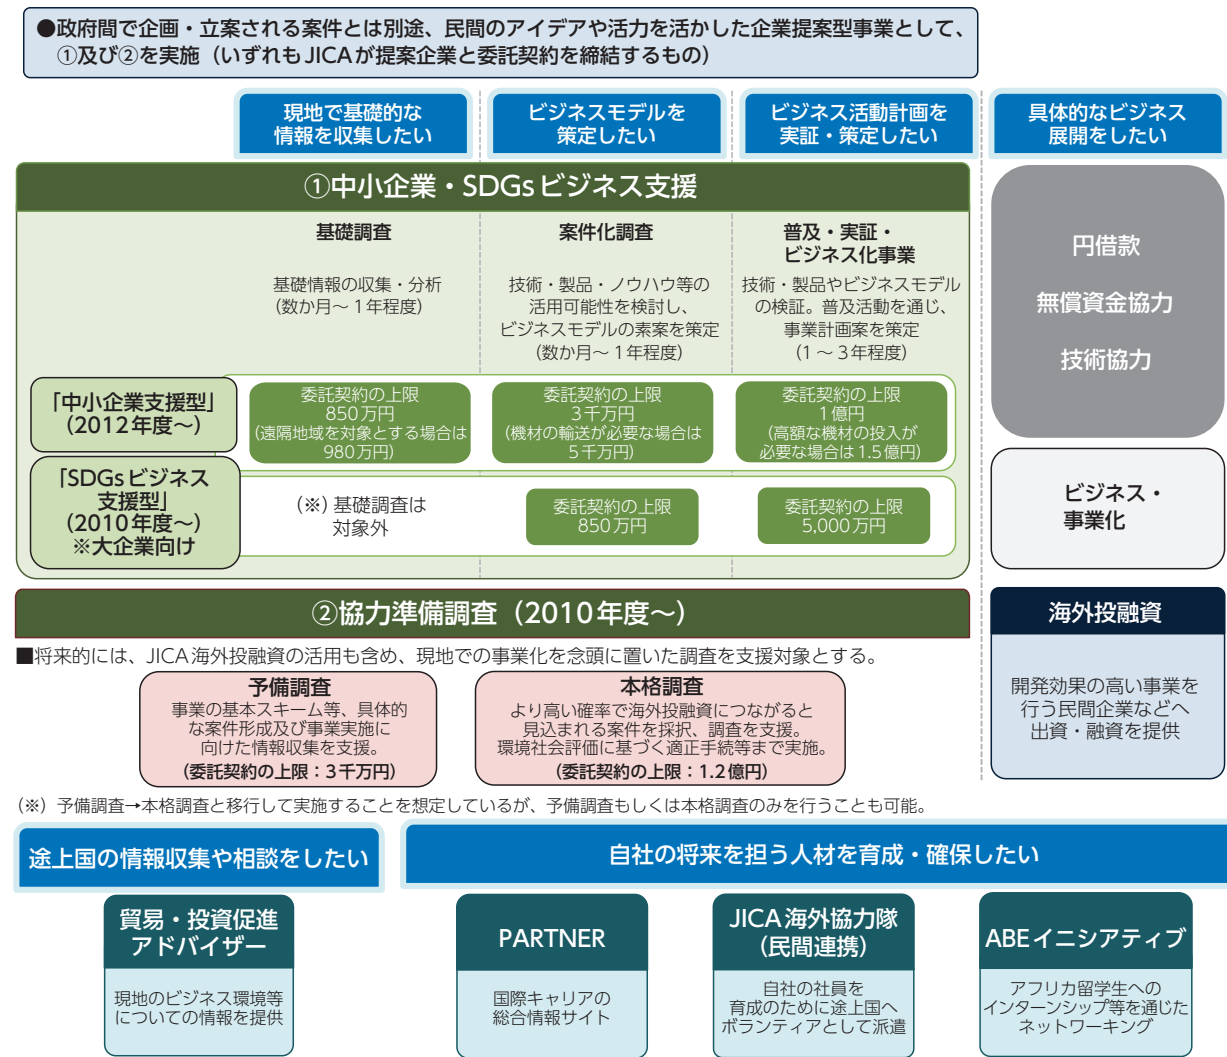 ●政府間で企画・立案される案件とは別途、民間のアイデアや活力を活かした企業提案型事業として、
①及び②を実施（いずれもJICAが提案企業と委託契約を締結するもの）
現地で基礎的な
情報を収集したい
ビジネスモデルを
策定したい
ビジネス活動計画を
実証・策定したい
具体的なビジネス
展開をしたい
①中小企業・SDGsビジネス支援
基礎調査
基礎情報の収集・分析
(数か月～1年程度)
案件化調査
技術・製品・ノウハウ等の
活用可能性を検討し、
ビジネスモデルの素案を策定
(数か月～1年程度)
普及・実証・
ビジネス化事業
技術・製品やビジネスモデル
の検証。普及活動を通じ、
事業計画案を策定
(1～3年程度)
「中小企業支援型」
(2012年度～)
委託契約の上限
850万円
(遠隔地域を対象とする場合は
980万円)
委託契約の上限
3千万円
(機材の輸送が必要な場合は
5千万円)
委託契約の上限
1億円
(高額な機材の投入が
必要な場合は1.5億円)
「SDGsビジネス
支援型」
(2010年度～)
※大企業向け
(※)基礎調査は
対象外
委託契約の上限
850万円
委託契約の上限
5,000万円
円借款
無償資金協力
技術協力
ビジネス・
事業化
②協力準備調査（2010年度～）
■将来的には、JICA海外投融資の活用も含め、現地での事業化を念頭に置いた調査を支援対象とする。
予備調査
事業の基本スキーム等、具体的
な案件形成及び事業実施に
向けた情報収集を支援。
(委託契約の上限：3千万円)
本格調査
より高い確率で海外投融資につながると
見込まれる案件を採択、調査を支援。
環境社会評価に基づく適正手続等まで実施。
(委託契約の上限：1.2億円)
海外投融資
開発効果の高い事業を
行う民間企業などへ
出資・融資を提供
(※) 予備調査→本格調査と移行して実施することを想定しているが、予備調査もしくは本格調査のみを行うことも可能。
途上国の情報収集や相談をしたい
自社の将来を担う人材を育成・確保したい
貿易・投資促進
アドバイザー
現地のビジネス環境等
についての情報を提供
PARTNER
国際キャリアの
総合情報サイト
JICA海外協力隊
(民間連携)
自社の社員を
育成のために途上国へ
ボランティアとして派遣
ABEイニシアティブ
アフリカ留学生への
インターンシップ等を通じた
ネットワーキング